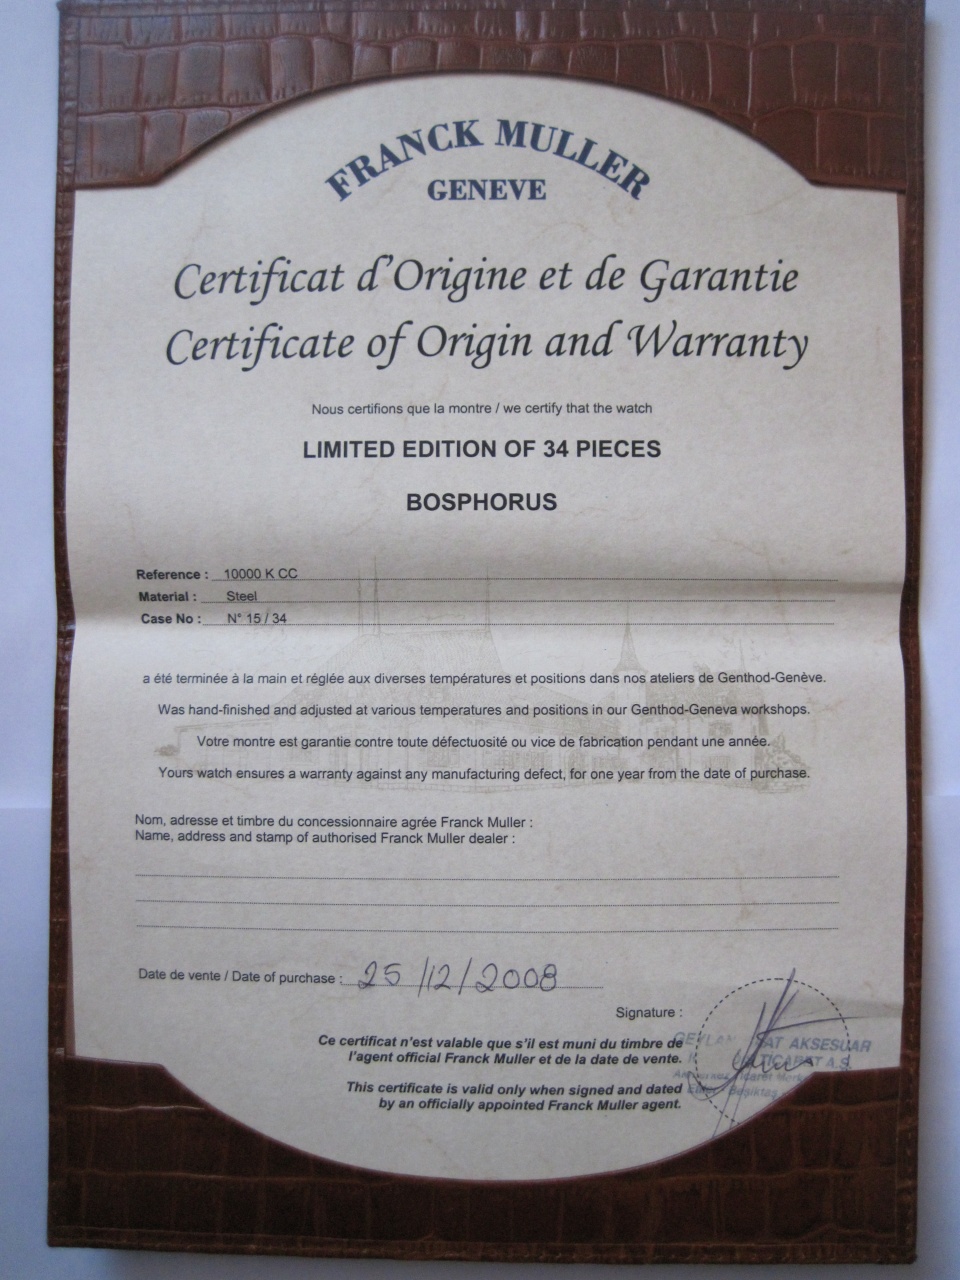 FRANCK MULLER
GENEVE
Certificat d'Origine et de Garantie
Certificate of Origin and Warranty
Nous certifions que la montre / we certify that the watch
LIMITED EDITION OF 34 PIECES
BOSPHORUS
Reference : 10000 K CC
Material : Steel
Case No : N° 15 / 34
a été terminée à la main et réglée aux diverses températures et positions dans nos ateliers de Genthod-Genève.
Was hand-finished and adjusted at various temperatures and positions in our Genthod-Geneva workshops.
Votre montre est garantie contre toute défectuosité ou vice de fabrication pendant une année.
Yours watch ensures a warranty against any manufacturing defect, for one year from the date of purchase.
Nom, adresse et timbre du concessionnaire agrée Franck Muller :
Name, address and stamp of authorised Franck Muller dealer :
Date de vente / Date of purchase : 25/12/2008
Signature :
Ce certificat n'est valable que s'il est muni du timbre de
l'agent official Franck Muller et de la date de vente.
This certificate is valid only when signed and dated
by an officially appointed Franck Muller agent.
AKSESUAR
TİCARET A.Ş.
Beşiktaş